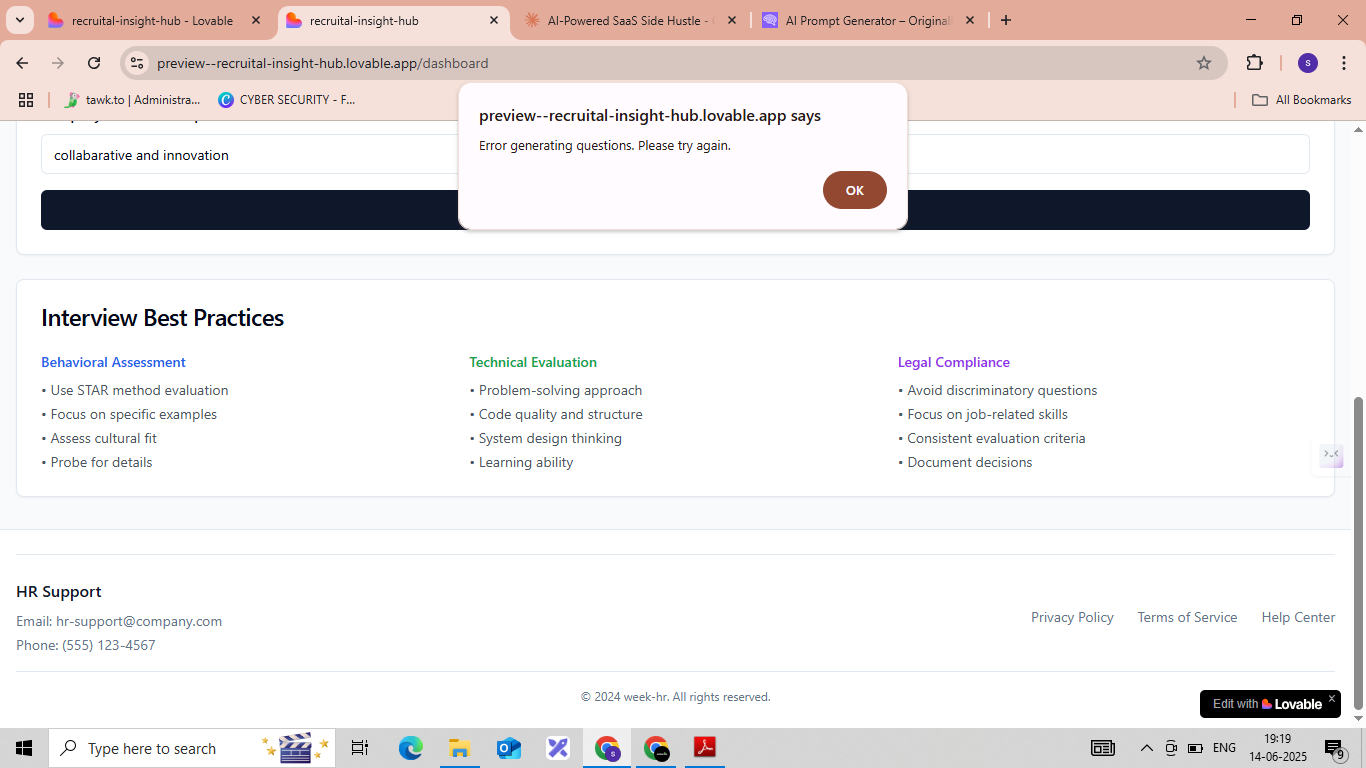 recruital-insight-hub - Lovable
recruital-insight-hub
AI-Powered SaaS Side Hustle -
AI Prompt Generator – Original
preview--recruital-insight-hub.lovable.app/dashboard
s
tawk.to | Administra...
CYBER SECURITY - F...
All Bookmarks
preview--recruital-insight-hub.lovable.app says
Error generating questions. Please try again.
OK
collabarative and innovation
Interview Best Practices
Behavioral Assessment
• Use STAR method evaluation
• Focus on specific examples
• Assess cultural fit
• Probe for details
Technical Evaluation
• Problem-solving approach
• Code quality and structure
• System design thinking
• Learning ability
Legal Compliance
• Avoid discriminatory questions
• Focus on job-related skills
• Consistent evaluation criteria
• Document decisions
HR Support
Email: hr-support@company.com
Phone: (555) 123-4567
Privacy Policy
Terms of Service
Help Center
© 2024 week-hr. All rights reserved.
Edit with Lovable
Type here to search
ENG
19:19
14-06-2025
9